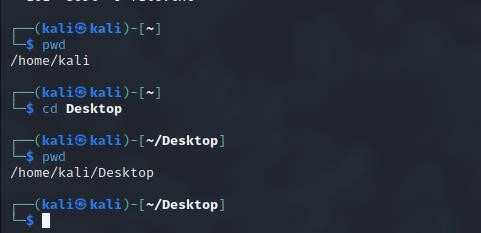 ┌──(kali㉿kali)-[~]
└─$ pwd
/home/kali
┌──(kali㉿kali)-[~]
└─$ cd Desktop
┌──(kali㉿kali)-[~/Desktop]
└─$ pwd
/home/kali/Desktop
┌──(kali㉿kali)-[~/Desktop]
└─$